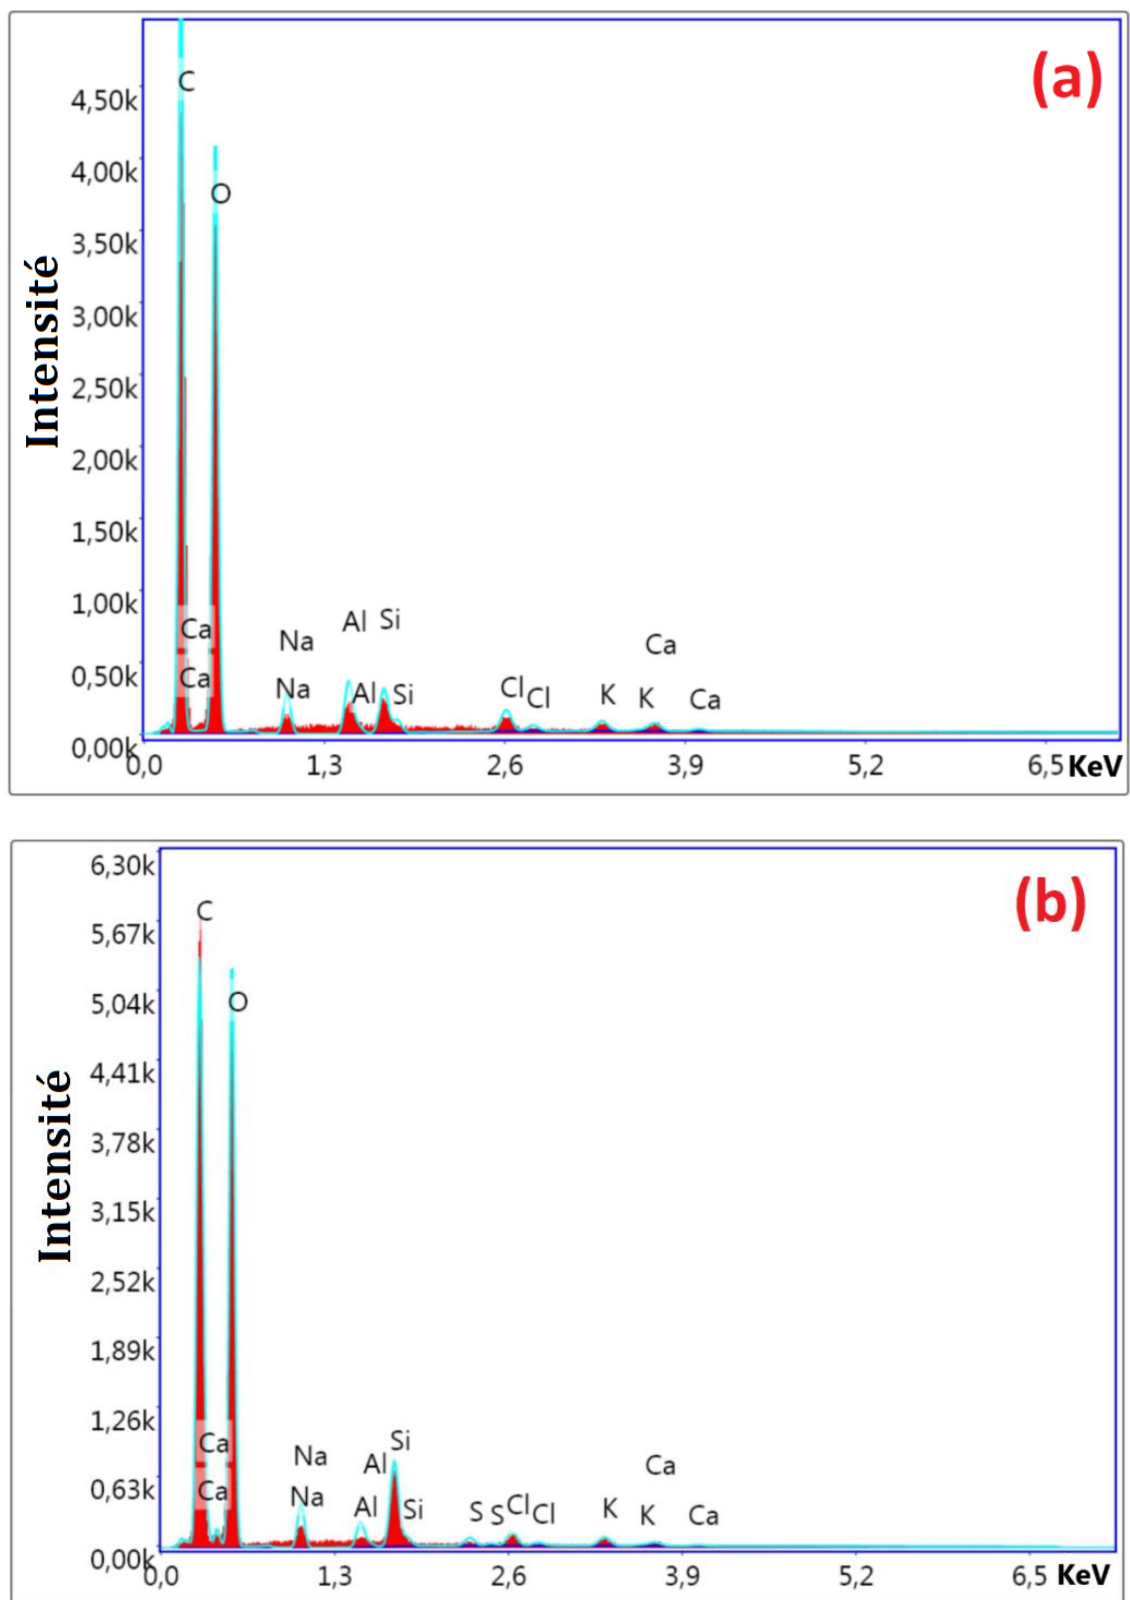 (a)
C
4,50k
4,00k
O
3,50k
3,00k
2,50k
2,00k
1,50k
1,00k
0,50k
0,00k
Intensité
Ca
Ca
Na
Na
Al Si
Al Si
Cl Cl
K K
Ca
Ca
0,0 1,3 2,6 3,9 5,2 6,5 KeV
(b)
6,30k
C
5,67k
5,04k
O
4,41k
3,78k
3,15k
2,52k
1,89k
1,26k
0,63k
0,00k
Intensité
Ca
Ca
Na
Na
Al Si
Al Si
S S Cl Cl
K K
Ca
Ca
0,0 1,3 2,6 3,9 5,2 6,5 KeV